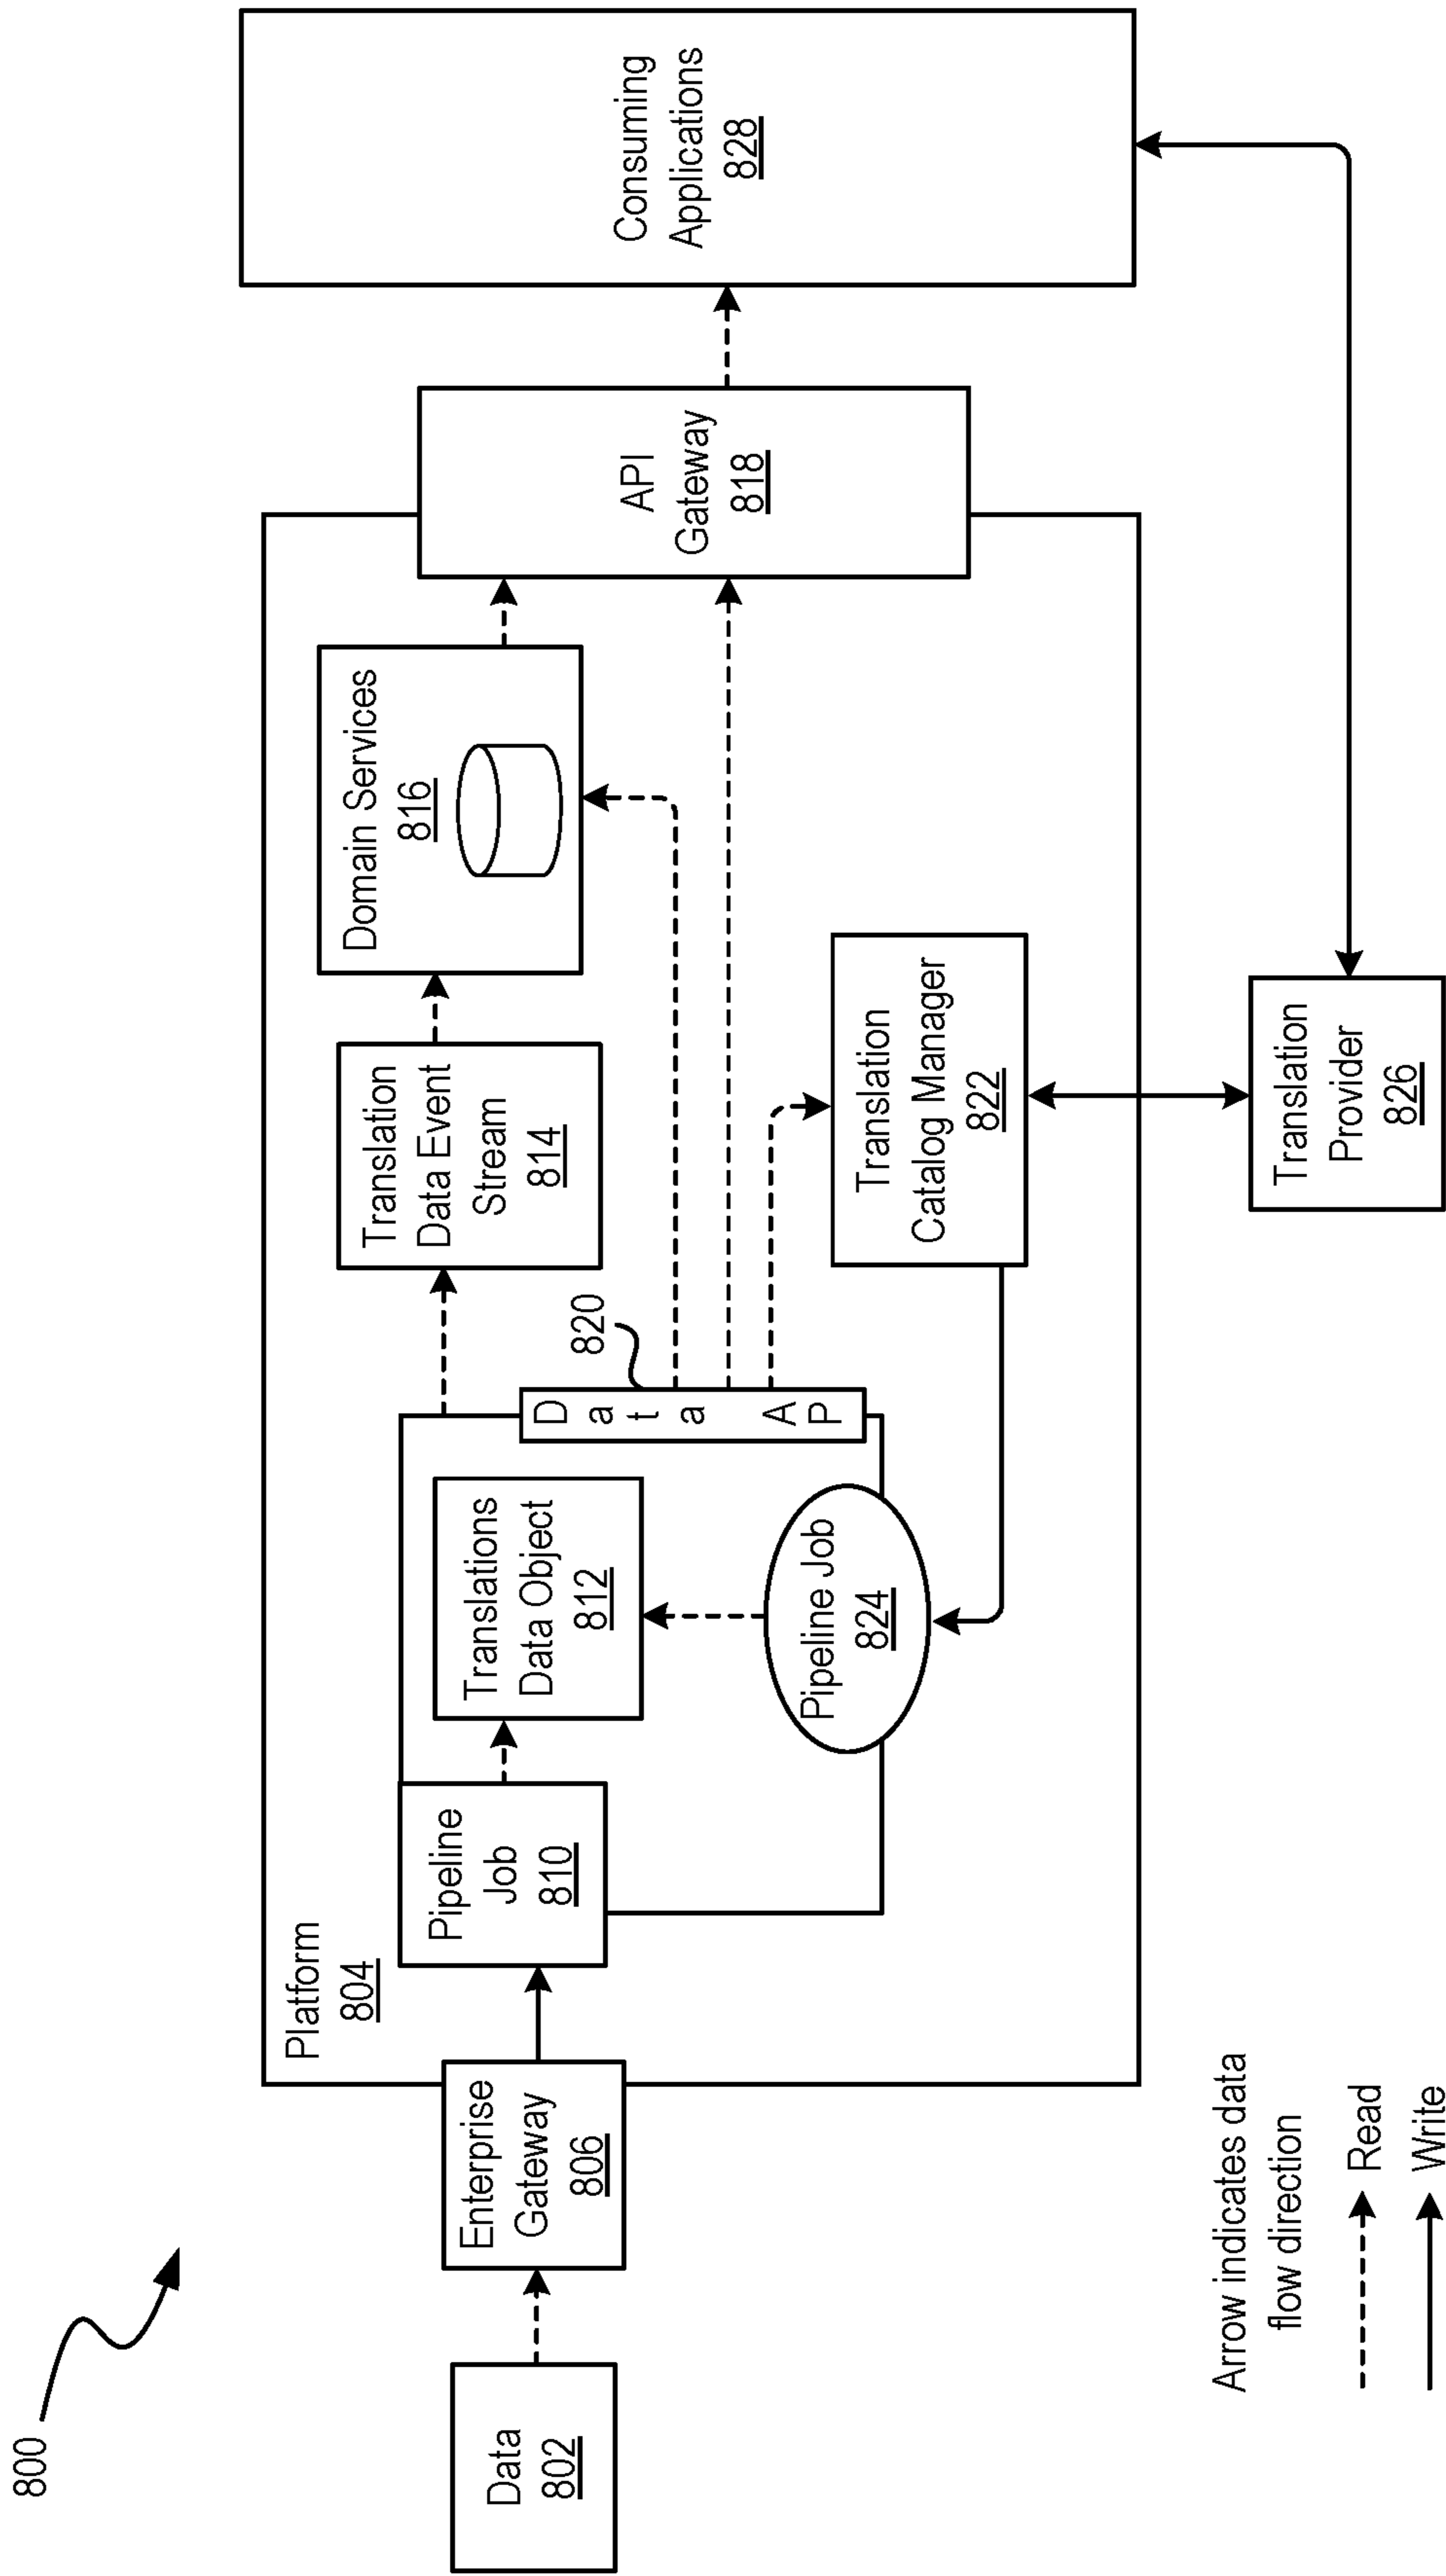 800
Data
802
Enterprise
Gateway
806
Platform
804
Pipeline
Job
810
Translations
Data Object
812
Pipeline Job
824
D
a
t
a
A
P
820
Translation
Data Event
Stream
814
Domain Services
816
Translation
Catalog Manager
822
API
Gateway
818
Consuming
Applications
828
Translation
Provider
826
Arrow indicates data
flow direction
Read
Write